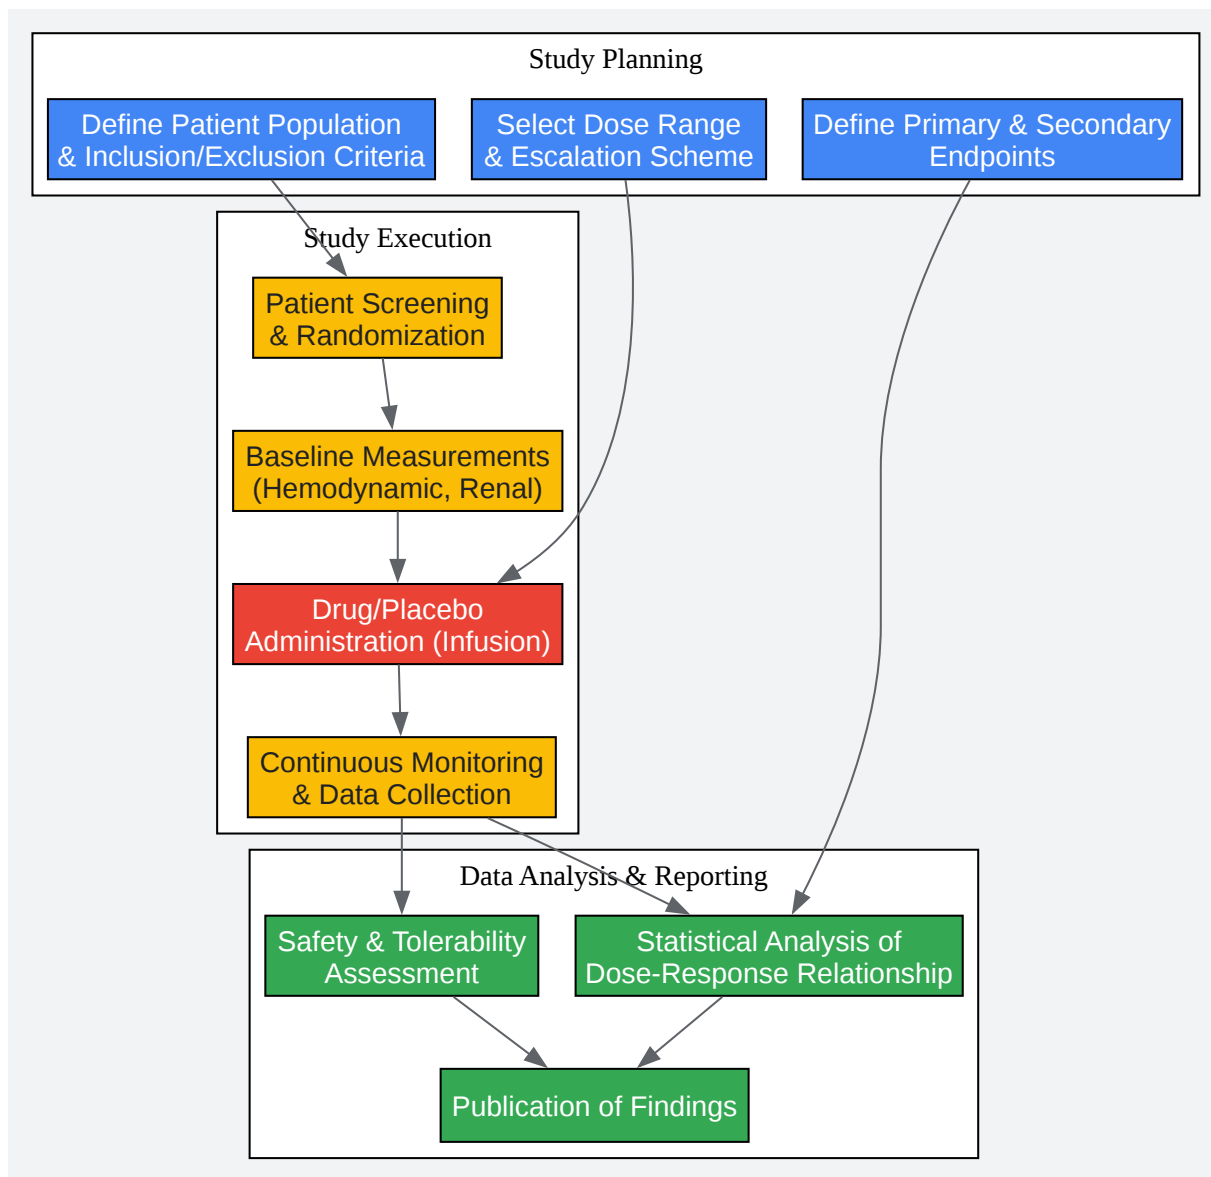 Study Planning
Define Patient Population
& Inclusion/Exclusion Criteria
Select Dose Range
& Escalation Scheme
Define Primary & Secondary
Endpoints
Study Execution
Patient Screening
& Randomization
Baseline Measurements
(Hemodynamic, Renal)
Drug/Placebo
Administration (Infusion)
Continuous Monitoring
& Data Collection
Data Analysis & Reporting
Safety & Tolerability
Assessment
Statistical Analysis of
Dose-Response Relationship
Publication of Findings